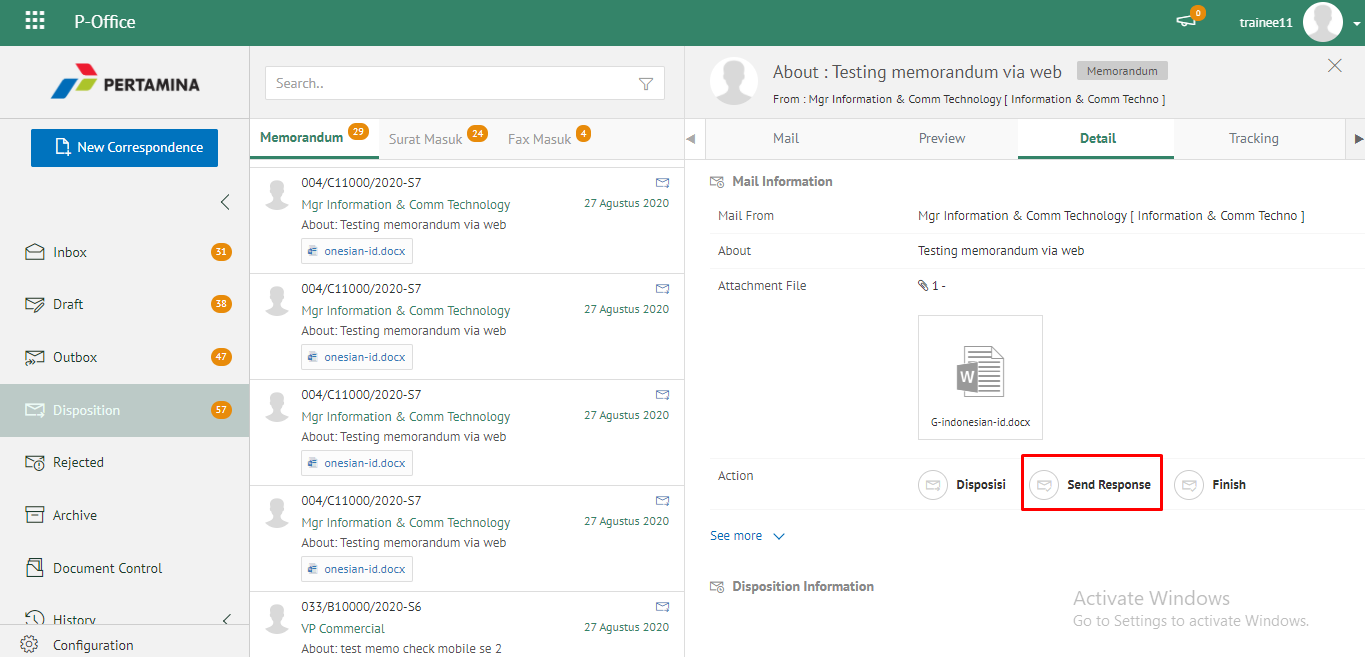 P-Office
0
trainee11
PERTAMINA
New Correspondence
Inbox 31
Draft 38
Outbox 47
Disposition 57
Rejected
Archive
Document Control
History
Configuration
Search..
Memorandum 29 Surat Masuk 24 Fax Masuk 4
004/C11000/2020-S7
Mgr Information & Comm Technology 27 Agustus 2020
About: Testing memorandum via web
onesian-id.docx
004/C11000/2020-S7
Mgr Information & Comm Technology 27 Agustus 2020
About: Testing memorandum via web
onesian-id.docx
004/C11000/2020-S7
Mgr Information & Comm Technology 27 Agustus 2020
About: Testing memorandum via web
onesian-id.docx
004/C11000/2020-S7
Mgr Information & Comm Technology 27 Agustus 2020
About: Testing memorandum via web
onesian-id.docx
033/B10000/2020-S6
VP Commercial 27 Agustus 2020
About: test memo check mobile se 2
About : Testing memorandum via web Memorandum
From : Mgr Information & Comm Technology [ Information & Comm Techno ]
Mail Preview Detail Tracking
Mail Information
Mail From Mgr Information & Comm Technology [ Information & Comm Techno ]
About Testing memorandum via web
Attachment File 1 -
W
G-indonesian-id.docx
Action Disposisi Send Response Finish
See more
Disposition Information
Activate Windows
Go to Settings to activate Windows.